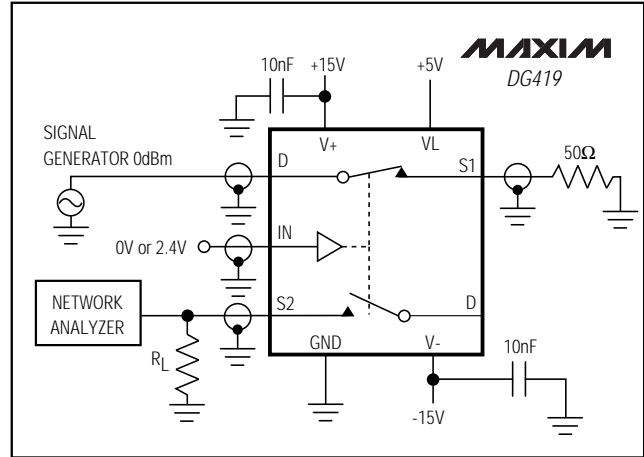 MAXIM
DG419
10nF
+15V
+5V
SIGNAL
GENERATOR 0dBm
V+
VL
50Ω
D
S1
IN
0V or 2.4V
NETWORK
ANALYZER
S2
D
RL
GND
V-
10nF
-15V